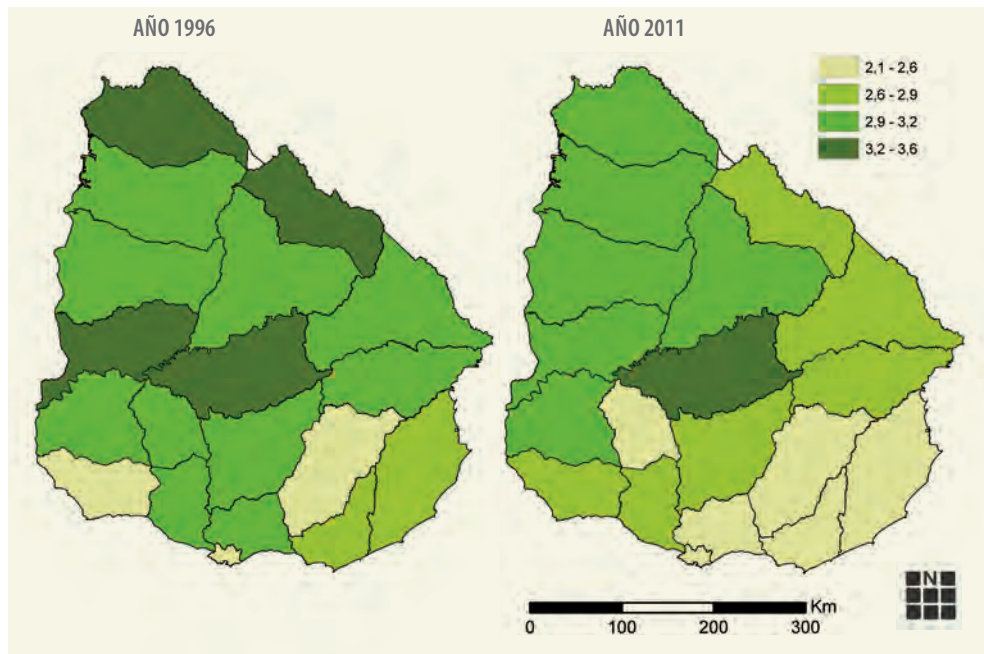 AÑO 1996
AÑO 2011
2,1 - 2,6
2,6 - 2,9
2,9 - 3,2
3,2 - 3,6
N
Km
0 100 200 300